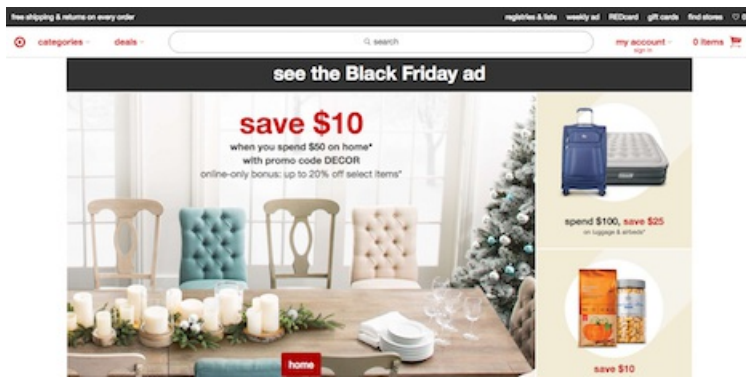 free shipping & returns on every order
registries & lists weekly ad REDcard gift cards find stores
categories deals search my account 0 items
sign in
see the Black Friday ad
save $10
when you spend $50 on home*
with promo code DECOR
online-only bonus: up to 20% off select items*
home
spend $100, save $25
on luggage & airbeds*
save $10